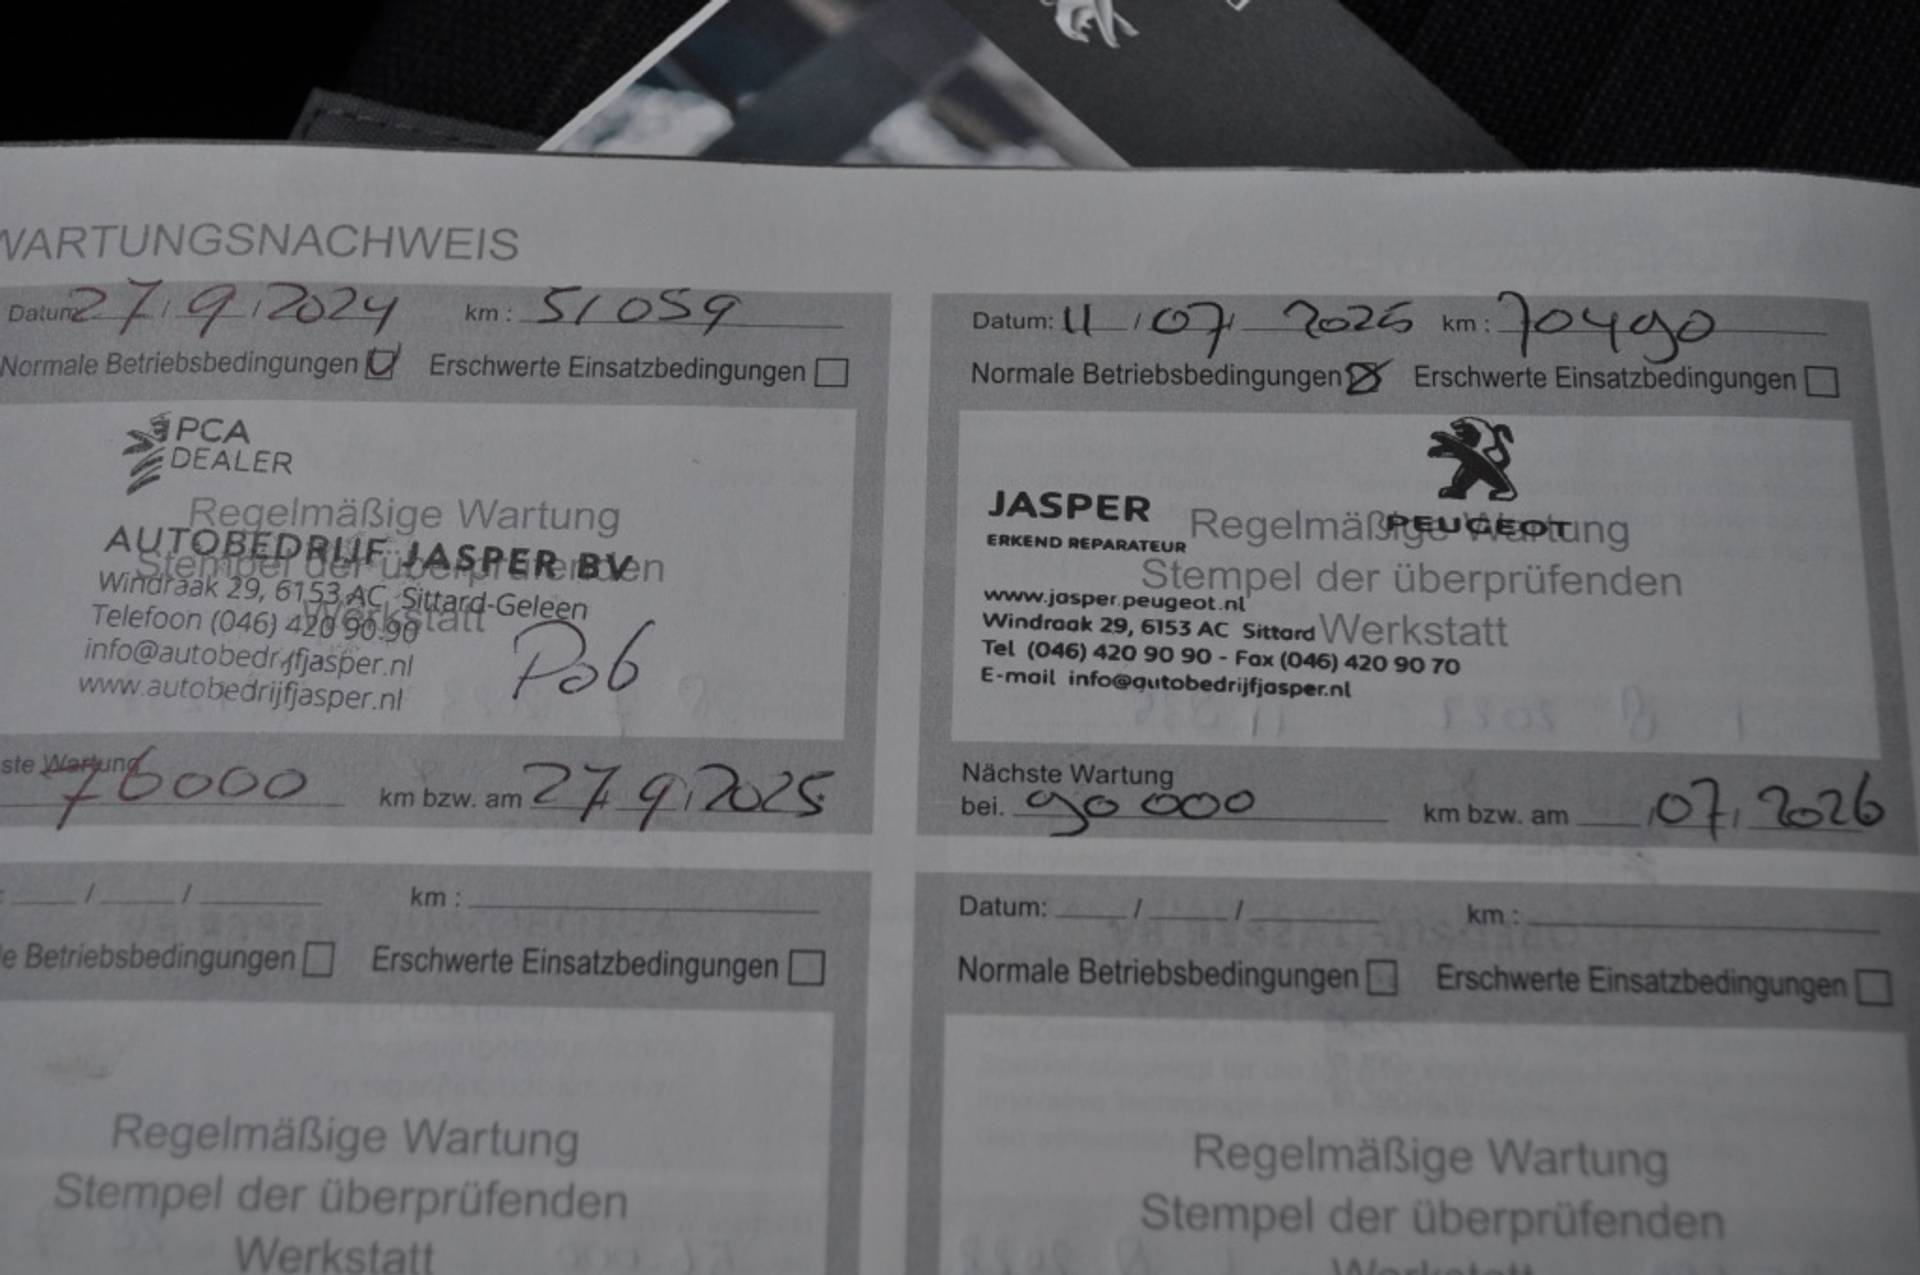 WARTUNGSNACHWEIS
Datum 27/9/2024 km : 51059
Normale Betriebsbedingungen Erschwerte Einsatzbedingungen
PCA
DEALER
Regelmäßige Wartung
AUTOBEDRIJF JASPER BV
Stempel der überprüfenden
Windraak 29, 6153 AC Sittard-Geleen
Werkstatt
Telefoon (046) 420 90 90
info@autobedrijfjasper.nl
www.autobedrijfjasper.nl
ste Wartung
76000 km bzw. am 27/9/2025
Datum: 11/07/2025 km : 70490
Normale Betriebsbedingungen Erschwerte Einsatzbedingungen
JASPER
ERKEND REPARATEUR
PEUGEOT
Regelmäßige Wartung
Stempel der überprüfenden
www.jasper.peugeot.nl
Werkstatt
Windraak 29, 6153 AC Sittard
Tel (046) 420 90 90 - Fax (046) 420 90 70
E-mail info@autobedrijfjasper.nl
Nächste Wartung
bei. 90 000 km bzw. am /07/2026
: / / km :
e Betriebsbedingungen Erschwerte Einsatzbedingungen
Regelmäßige Wartung
Stempel der überprüfenden
Werkstatt
Datum: / / km :
Normale Betriebsbedingungen Erschwerte Einsatzbedingungen
Regelmäßige Wartung
Stempel der überprüfenden
Werkstatt